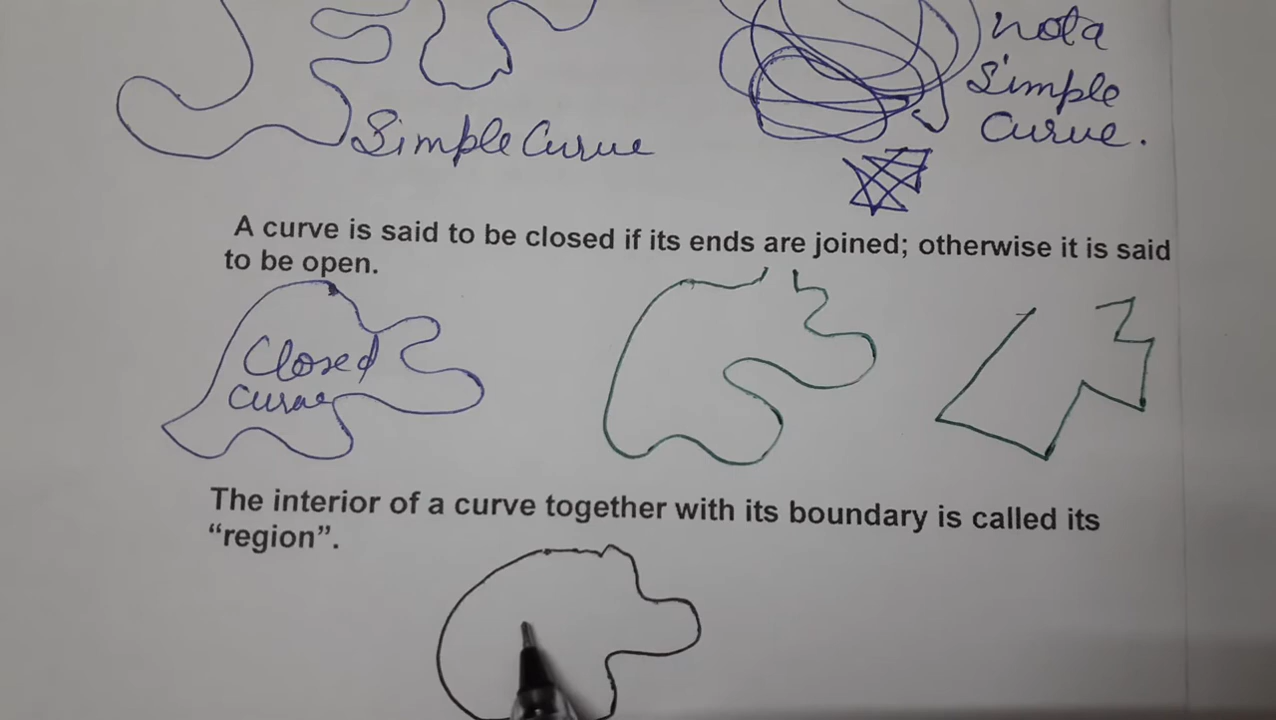 not a
Simple
Simple Curve
Curve.
A curve is said to be closed if its ends are joined; otherwise it is said
to be open.
Closed
Curve
The interior of a curve together with its boundary is called its
“region”.